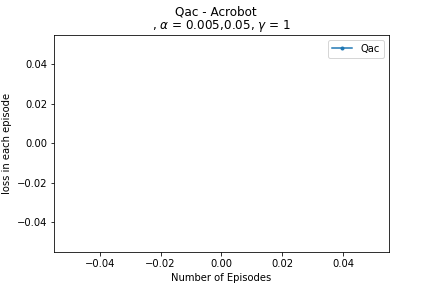 Qac - Acrobot
, α = 0.005,0.05, γ = 1
Qac
loss in each episode
0.04
0.02
0.00
−0.02
−0.04
−0.04
−0.02
0.00
0.02
0.04
Number of Episodes